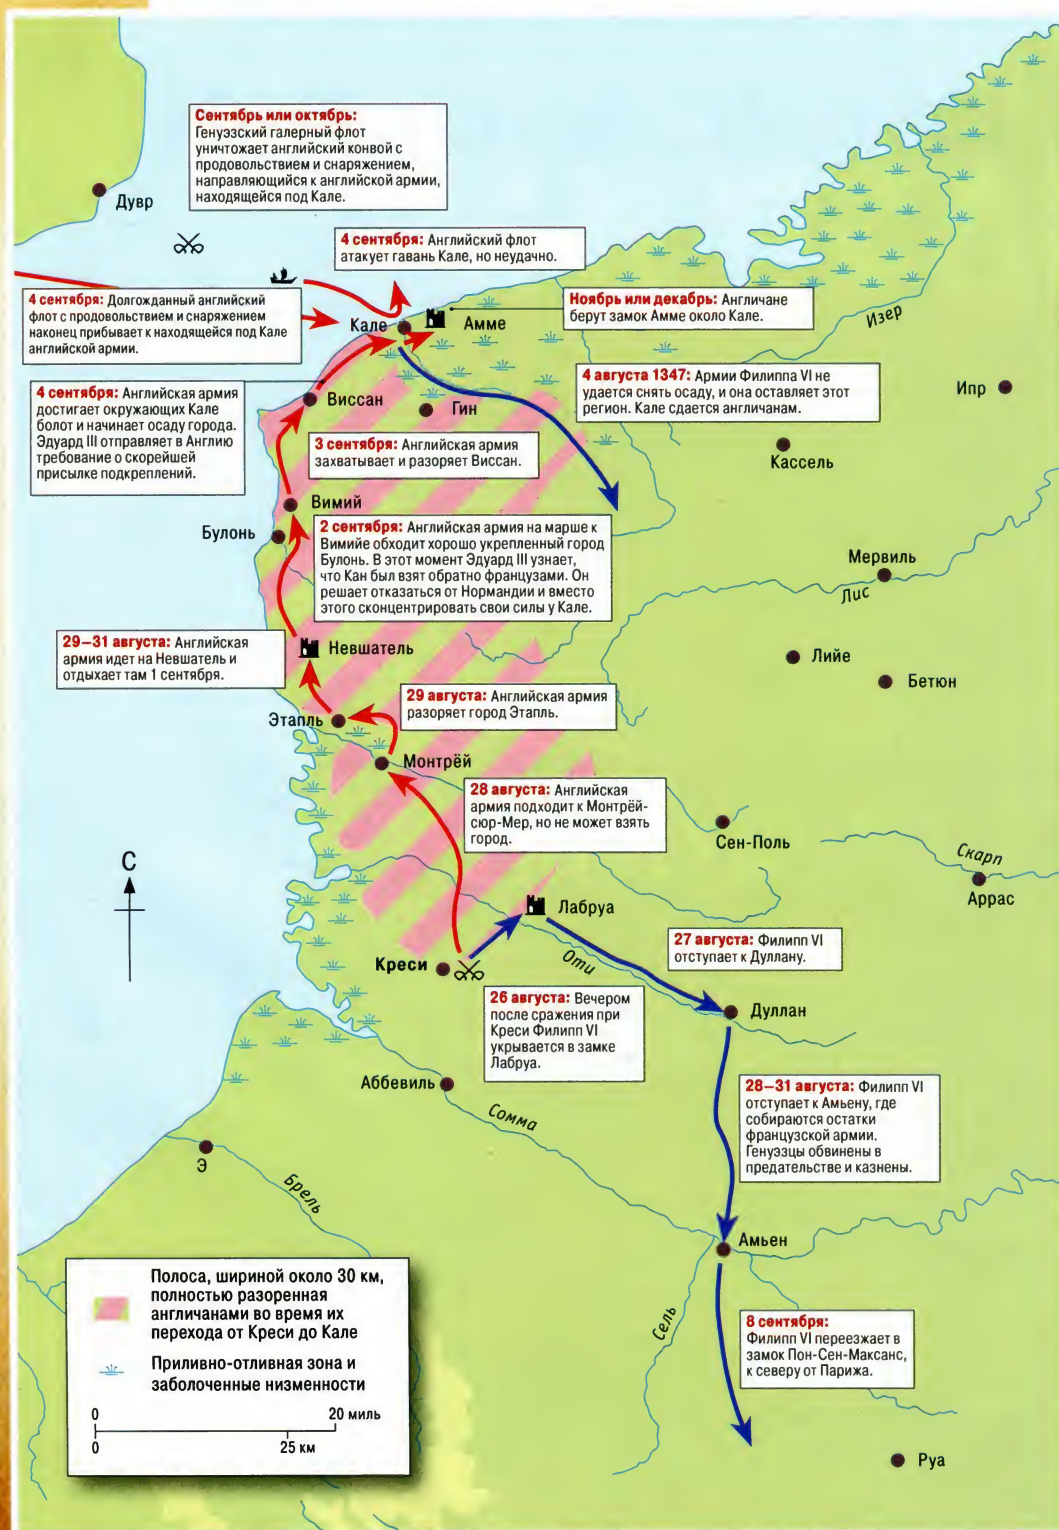 Сентябрь или октябрь:
Генуэзский галерный флот
уничтожает английский конвой с
продовольствием и снаряжением,
направляющийся к английской армии,
находящейся под Кале.
Дувр
4 сентября: Английский флот
атакует гавань Кале, но неудачно.
4 сентября: Долгожданный английский
флот с продовольствием и снаряжением
наконец прибывает к находящейся под Кале
английской армии.
Ноябрь или декабрь: Англичане
берут замок Амме около Кале.
Кале
Амме
Изер
4 сентября: Английская армия
достигает окружающих Кале
болот и начинает осаду города.
Эдуард III отправляет в Англию
требование о скорейшей
присылке подкреплений.
4 августа 1347: Армии Филиппа VI не
удается снять осаду, и она оставляет этот
регион. Кале сдается англичанам.
Ипр
Виссан
Гин
3 сентября: Английская армия
захватывает и разоряет Виссан.
Кассель
Вимий
Булонь
2 сентября: Английская армия на марше к
Вимийе обходит хорошо укрепленный город
Булонь. В этот момент Эдуард III узнает,
что Кан был взят обратно французами. Он
решает отказаться от Нормандии и вместо
этого сконцентрировать свои силы у Кале.
Мервиль
Лис
29–31 августа: Английская
армия идет на Невшатель и
отдыхает там 1 сентября.
Невшатель
Лийе
Бетюн
29 августа: Английская армия
разоряет город Этапль.
Этапль
Монтрёй
28 августа: Английская
армия подходит к Монтрёй-
сюр-Мер, но не может взять
город.
Сен-Поль
Скарп
Аррас
С
Лабруа
27 августа: Филипп VI
отступает к Дуллану.
Креси
Оти
26 августа: Вечером
после сражения при
Креси Филипп VI
укрывается в замке
Лабруа.
Дуллан
Аббевиль
Сомма
28–31 августа: Филипп VI
отступает к Амьену, где
собираются остатки
французской армии.
Генуэзцы обвинены в
предательстве и казнены.
Э
Брель
Амьен
Сель
8 сентября:
Филипп VI переезжает в
замок Пон-Сен-Максанс,
к северу от Парижа.
Руа
Полоса, шириной около 30 км,
полностью разоренная
англичанами во время их
перехода от Креси до Кале
Приливно-отливная зона и
заболоченные низменности
0 20 миль
0 25 км